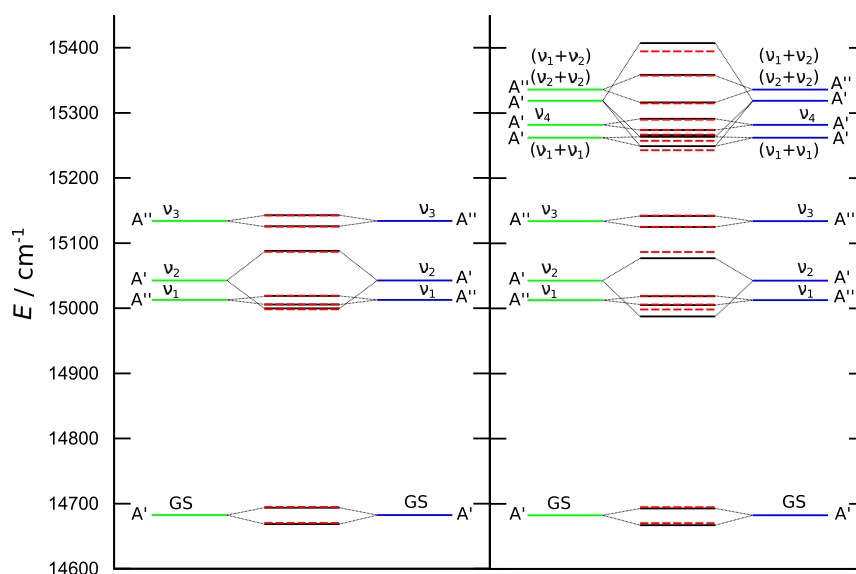 15400
15300
15200
15100
15000
14900
14800
14700
14600
E / cm⁻¹
A'' ν₃ ν₃ A''
A' ν₂ ν₂ A'
A'' ν₁ ν₁ A''
A' GS GS A'
(ν₁+ν₂) (ν₁+ν₂)
(ν₂+ν₂) (ν₂+ν₂)
A'' A''
A' A'
A' ν₄ ν₄ A'
A' A'
(ν₁+ν₁) (ν₁+ν₁)
A'' ν₃ ν₃ A''
A' ν₂ ν₂ A'
A'' ν₁ ν₁ A''
A' GS GS A'